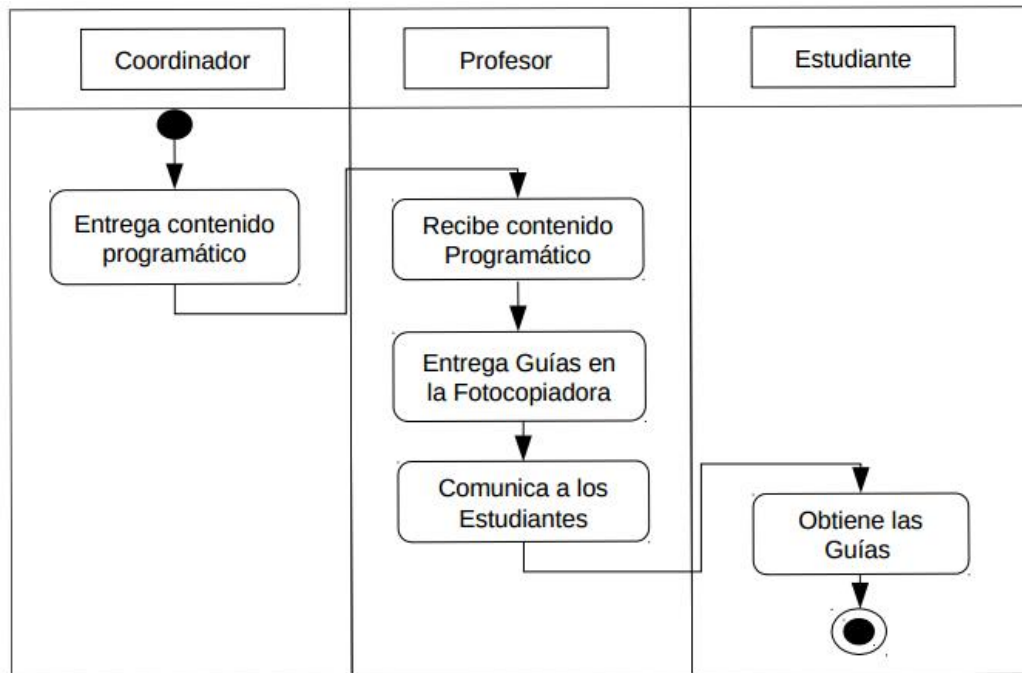 Coordinador
Profesor
Estudiante
Entrega contenido
programático
Recibe contenido
Programático
Entrega Guías en
la Fotocopiadora
Comunica a los
Estudiantes
Obtiene las
Guías